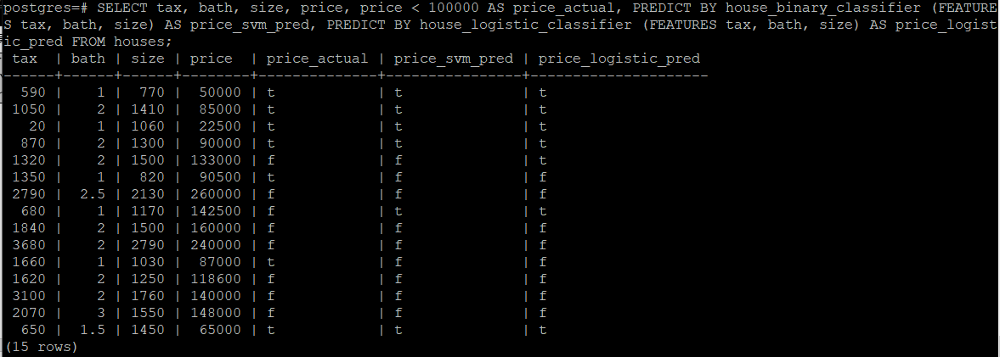 postgres=# SELECT tax, bath, size, price, price < 100000 AS price_actual, PREDICT BY house_binary_classifier (FEATURE
S tax, bath, size) AS price_svm_pred, PREDICT BY house_logistic_classifier (FEATURES tax, bath, size) AS price_logist
ic_pred FROM houses;
 tax  | bath | size | price  | price_actual | price_svm_pred | price_logistic_pred
------+------+------+--------+--------------+----------------+---------------------
  590 |    1 |  770 |  50000 | t            | t              | t
 1050 |    2 | 1410 |  85000 | t            | t              | t
   20 |    1 | 1060 |  22500 | t            | t              | t
  870 |    2 | 1300 |  90000 | t            | t              | t
 1320 |    2 | 1500 | 133000 | f            | f              | t
 1350 |    1 |  820 |  90500 | t            | f              | f
 2790 |  2.5 | 2130 | 260000 | f            | f              | f
  680 |    1 | 1170 | 142500 | f            | t              | t
 1840 |    2 | 1500 | 160000 | f            | f              | f
 3680 |    2 | 2790 | 240000 | f            | f              | f
 1660 |    1 | 1030 |  87000 | t            | f              | f
 1620 |    2 | 1250 | 118600 | f            | f              | f
 3100 |    2 | 1760 | 140000 | f            | f              | f
 2070 |    3 | 1550 | 148000 | f            | f              | f
  650 |  1.5 | 1450 |  65000 | t            | t              | t
(15 rows)